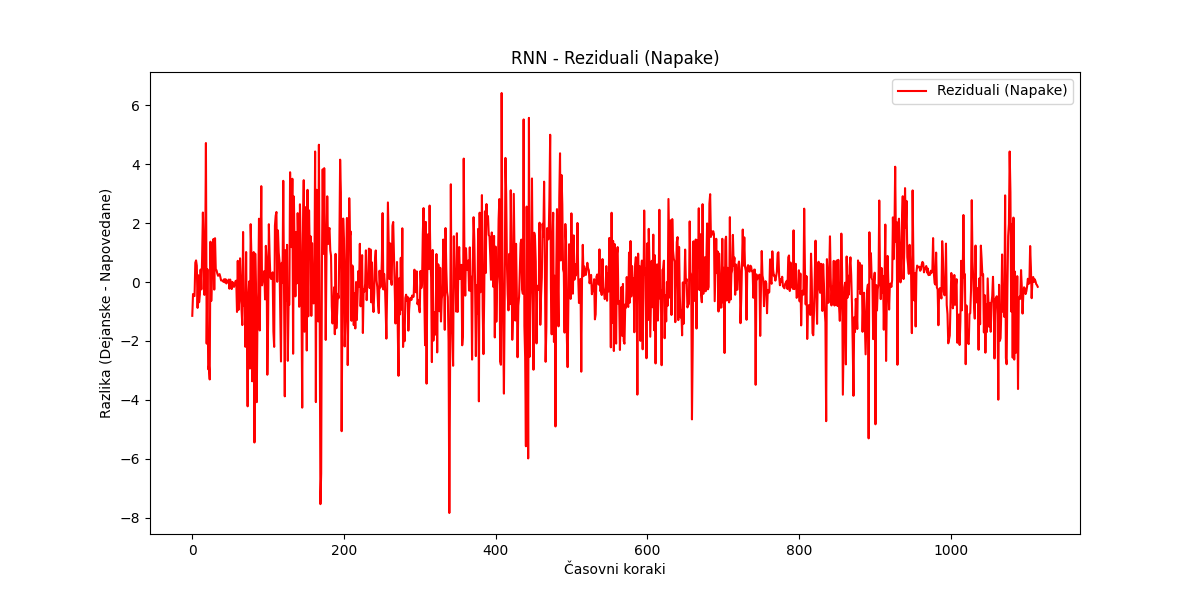 RNN - Reziduali (Napake)
Reziduali (Napake)
Razlika (Dejanske - Napovedane)
6
4
2
0
−2
−4
−6
−8
0 200 400 600 800 1000
Časovni koraki